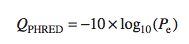 Q_PHRED = −10 × log₁₀(Pₑ)